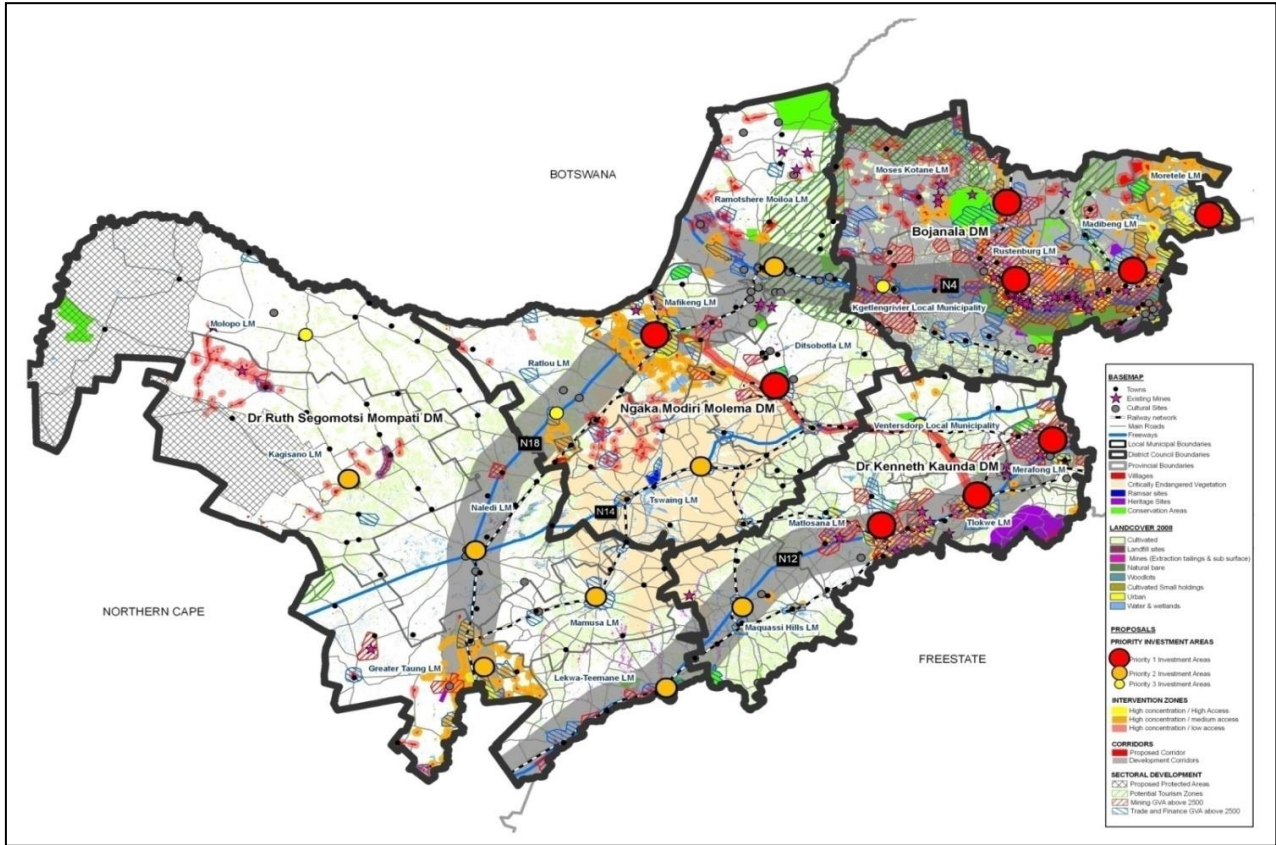 BOTSWANA
Moses Kotane LM
Moretele LM
Ramotshere Moiloa LM
Bojanala DM
Madibeng LM
Rustenburg LM
N4
Kgetlengrivier Local Municipality
Molopo LM
Mafikeng LM
Ratlou LM
Ditsobotla LM
Dr Ruth Segomotsi Mompati DM
Ngaka Modiri Molema DM
Ventersdorp Local Municipality
N18
Kagisano LM
Dr Kenneth Kaunda DM
Merafong LM
Tswaing LM
Naledi LM
N14
Matlosana LM
Tlokwe LM
N12
NORTHERN CAPE
Mamusa LM
Maquassi Hills LM
FREESTATE
Greater Taung LM
Lekwa-Teemane LM
BASEMAP
Towns
Existing Mines
Cultural Sites
Railway network
Main Roads
Freeways
Local Municipal Boundaries
District Council Boundaries
Provincial Boundaries
Villages
Critically Endangered Vegetation
Ramsar sites
Heritage Sites
Conservation Areas
LANDCOVER 2008
Cultivated
Landfill sites
Mines (Extraction tailings & sub surface)
Natural bare
Woodlots
Cultivated Small holdings
Urban
Water & wetlands
PROPOSALS
PRIORITY INVESTMENT AREAS
Priority 1 Investment Areas
Priority 2 Investment Areas
Priority 3 Investment Areas
INTERVENTION ZONES
High concentration / High Access
High concentration / medium access
High concentration / low access
CORRIDORS
Proposed Corridor
Development Corridors
SECTORAL DEVELOPMENT
Proposed Protected Areas
Potential Tourism Zones
Mining GVA above 2500
Trade and Finance GVA above 2500